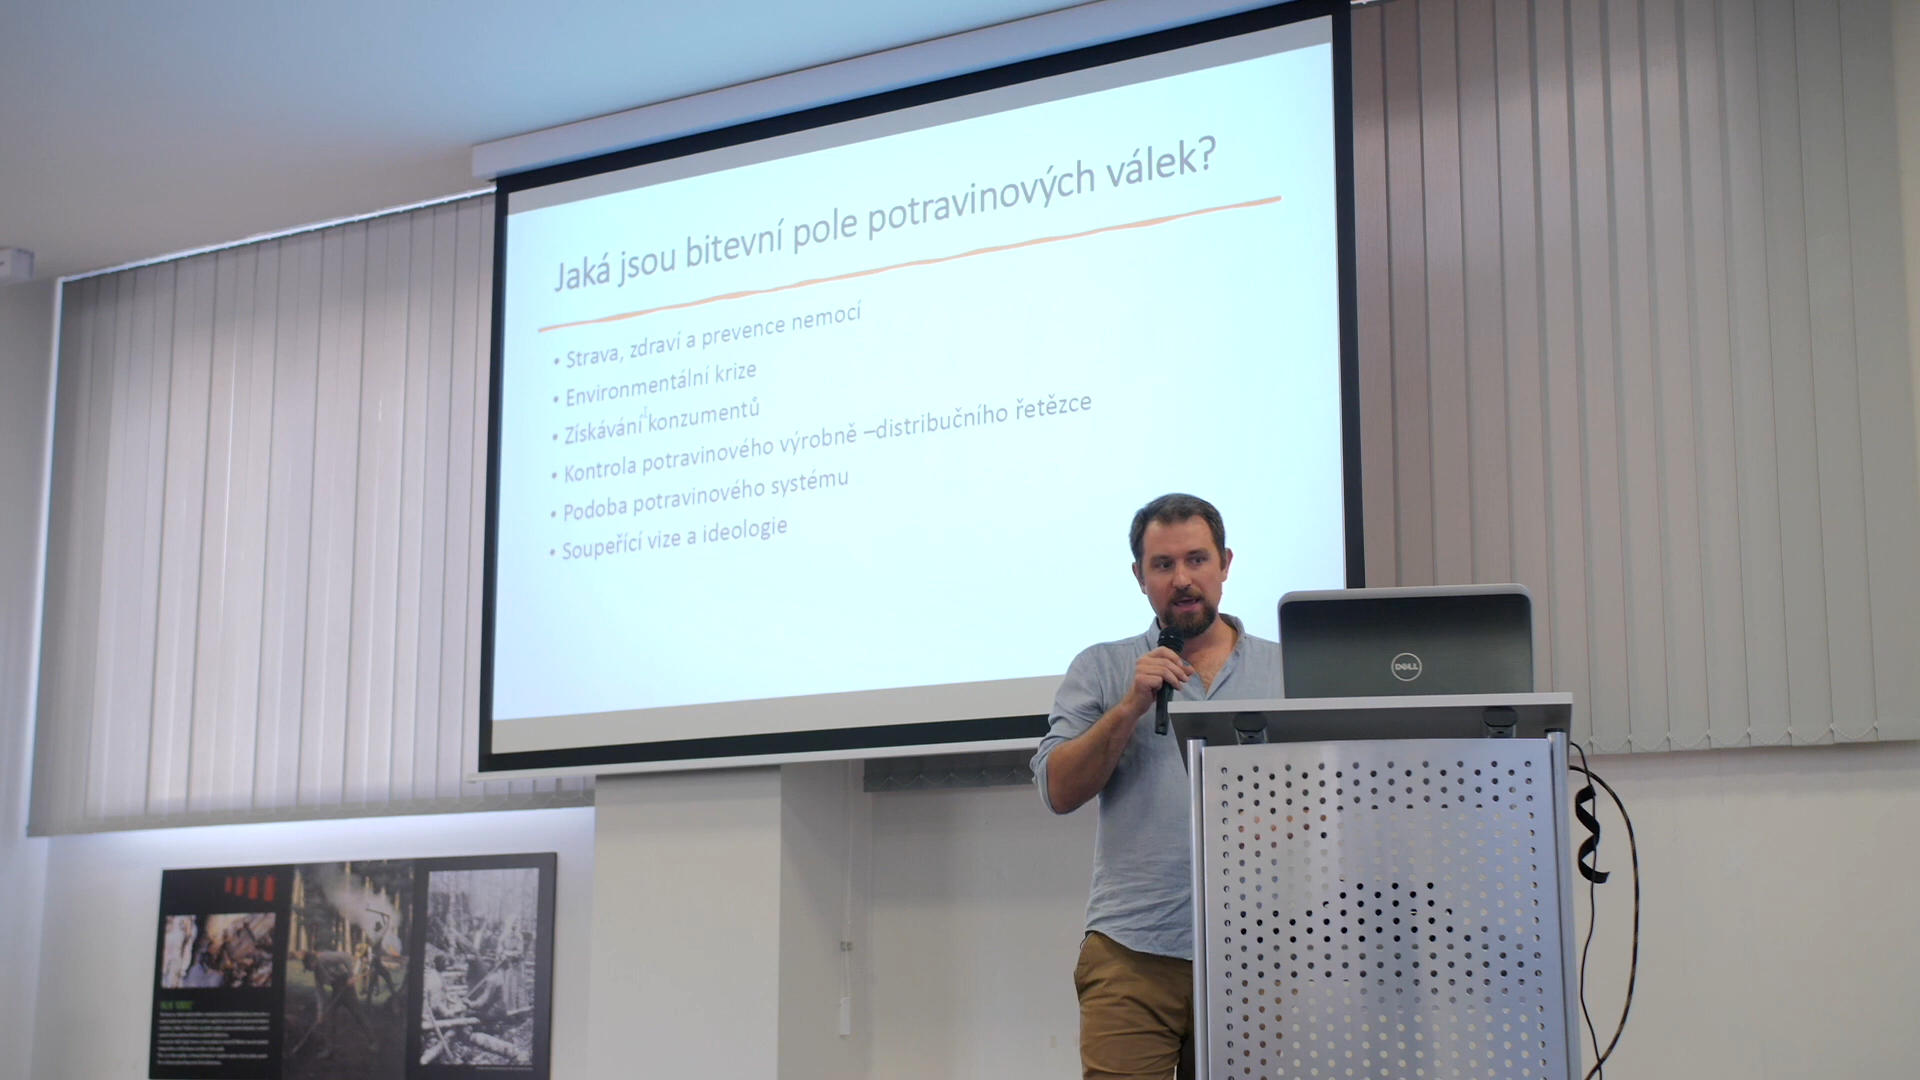 Jaká jsou bitevní pole potravinových válek?
• Strava, zdraví a prevence nemocí
• Environmentální krize
• Získávání konzumentů
• Kontrola potravinového výrobně –distribučního řetězce
• Podoba potravinového systému
• Soupeřící vize a ideologie
DELL